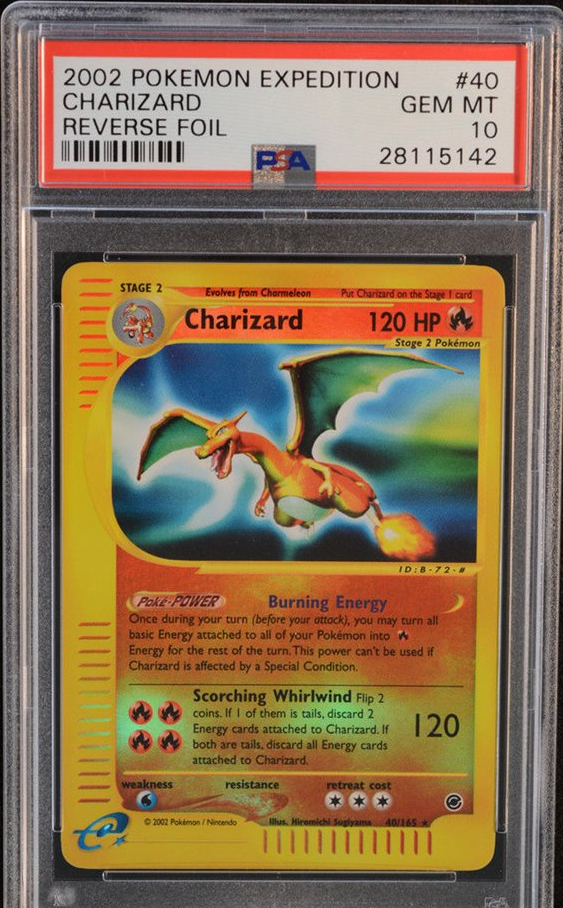 2002 POKEMON EXPEDITION #40
CHARIZARD GEM MT
REVERSE FOIL 10
PSA 28115142
STAGE 2 Evolves from Charmeleon Put Charizard on the Stage 1 card
Charizard 120 HP
Stage 2 Pokémon
ID:B-72-#
Poké-POWER Burning Energy
Once during your turn (before your attack), you may turn all
basic Energy attached to all of your Pokémon into
Energy for the rest of the turn. This power can't be used if
Charizard is affected by a Special Condition.
Scorching Whirlwind Flip 2
coins. If 1 of them is tails, discard 2
Energy cards attached to Charizard. If
both are tails, discard all Energy cards
attached to Charizard.
120
weakness resistance retreat cost
© 2002 Pokémon / Nintendo Illus. Hiromichi Sugiyama 40/165 ★
e